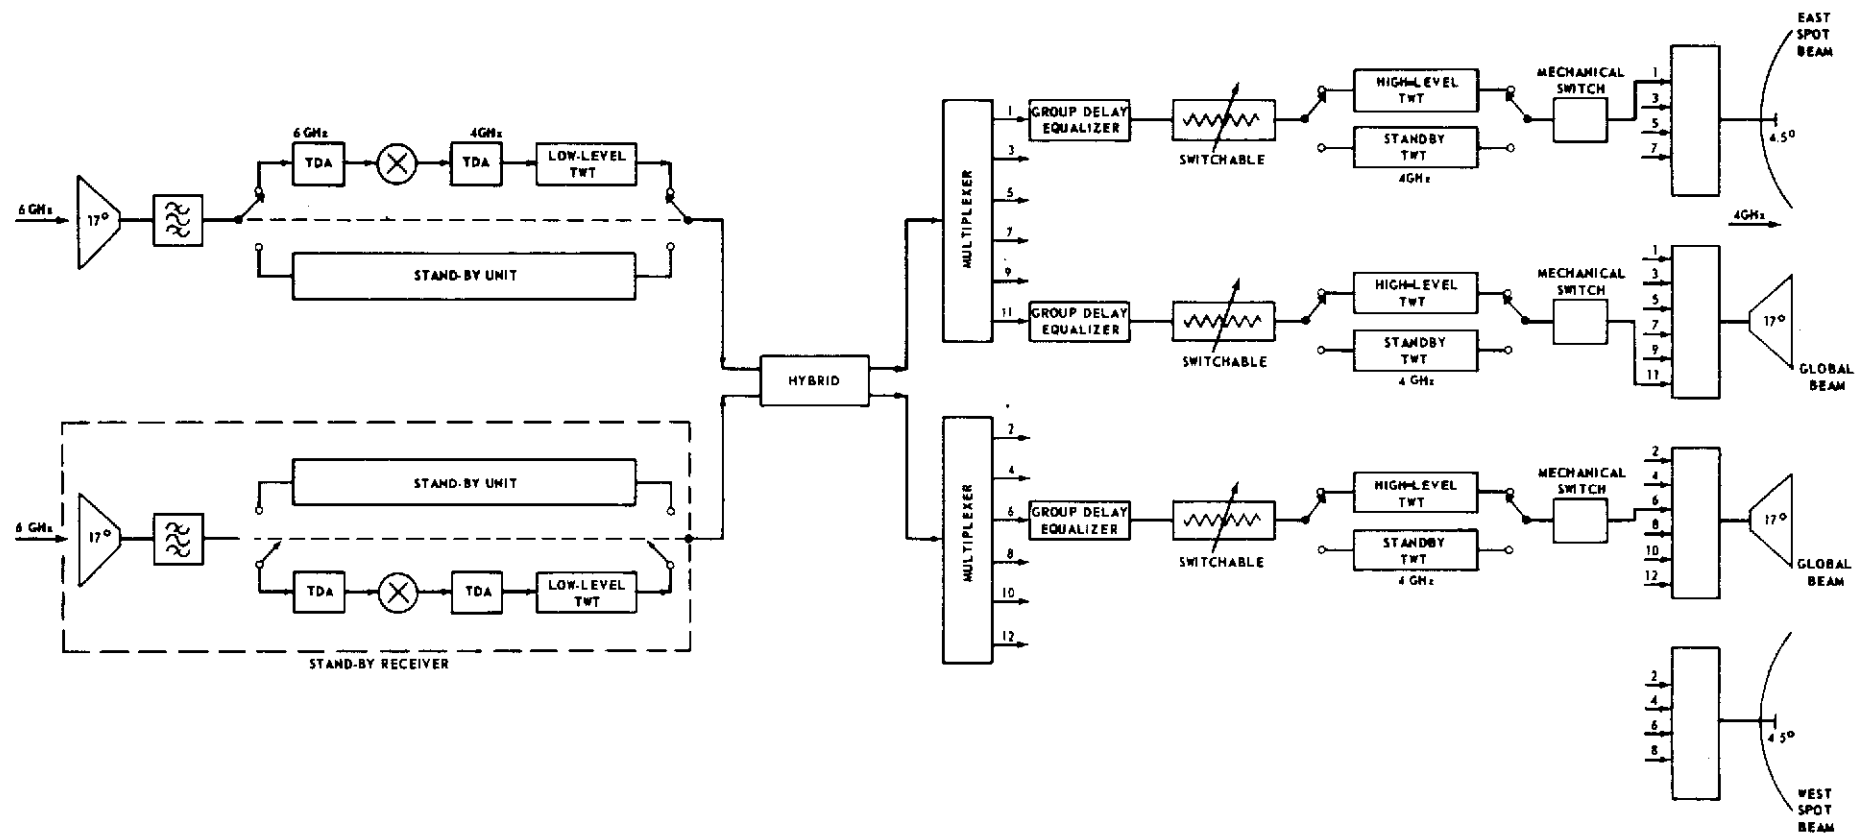 6 GHz
17°
6 GHz
TDA
4GHz
TDA
LOW-LEVEL
TWT
STAND-BY UNIT
6 GHz
17°
STAND-BY UNIT
TDA
TDA
LOW-LEVEL
TWT
STAND-BY RECEIVER
HYBRID
MULTIPLEXER
1
3
5
7
9
11
GROUP DELAY
EQUALIZER
SWITCHABLE
HIGH-LEVEL
TWT
STANDBY
TWT
4GHz
MECHANICAL
SWITCH
1
3
5
7
EAST
SPOT
BEAM
4.5°
4GHz
GROUP DELAY
EQUALIZER
SWITCHABLE
HIGH-LEVEL
TWT
STANDBY
TWT
4 GHz
MECHANICAL
SWITCH
1
3
5
7
9
11
17°
GLOBAL
BEAM
MULTIPLEXER
2
4
6
8
10
12
GROUP DELAY
EQUALIZER
SWITCHABLE
HIGH-LEVEL
TWT
STANDBY
TWT
4 GHz
MECHANICAL
SWITCH
2
4
6
8
10
12
17°
GLOBAL
BEAM
2
4
6
8
4 5°
WEST
SPOT
BEAM